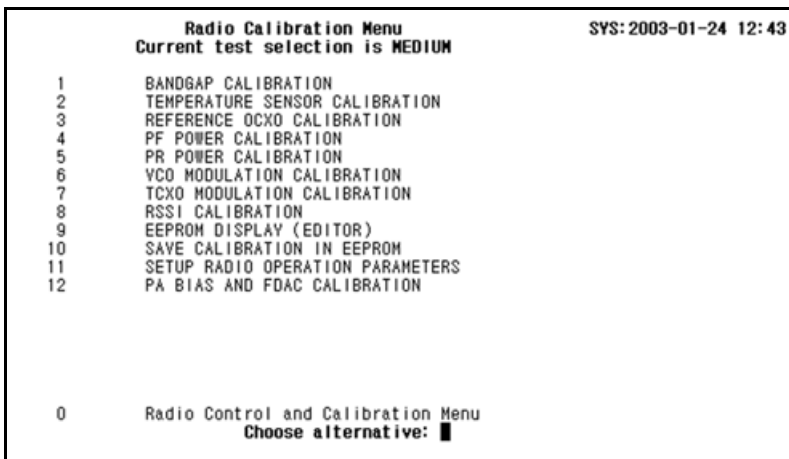 Radio Calibration Menu SYS:2003-01-24 12:43
Current test selection is MEDIUM
1 BANDGAP CALIBRATION
2 TEMPERATURE SENSOR CALIBRATION
3 REFERENCE OCXO CALIBRATION
4 PF POWER CALIBRATION
5 PR POWER CALIBRATION
6 VCO MODULATION CALIBRATION
7 TCXO MODULATION CALIBRATION
8 RSSI CALIBRATION
9 EEPROM DISPLAY (EDITOR)
10 SAVE CALIBRATION IN EEPROM
11 SETUP RADIO OPERATION PARAMETERS
12 PA BIAS AND FDAC CALIBRATION
0 Radio Control and Calibration Menu
Choose alternative: